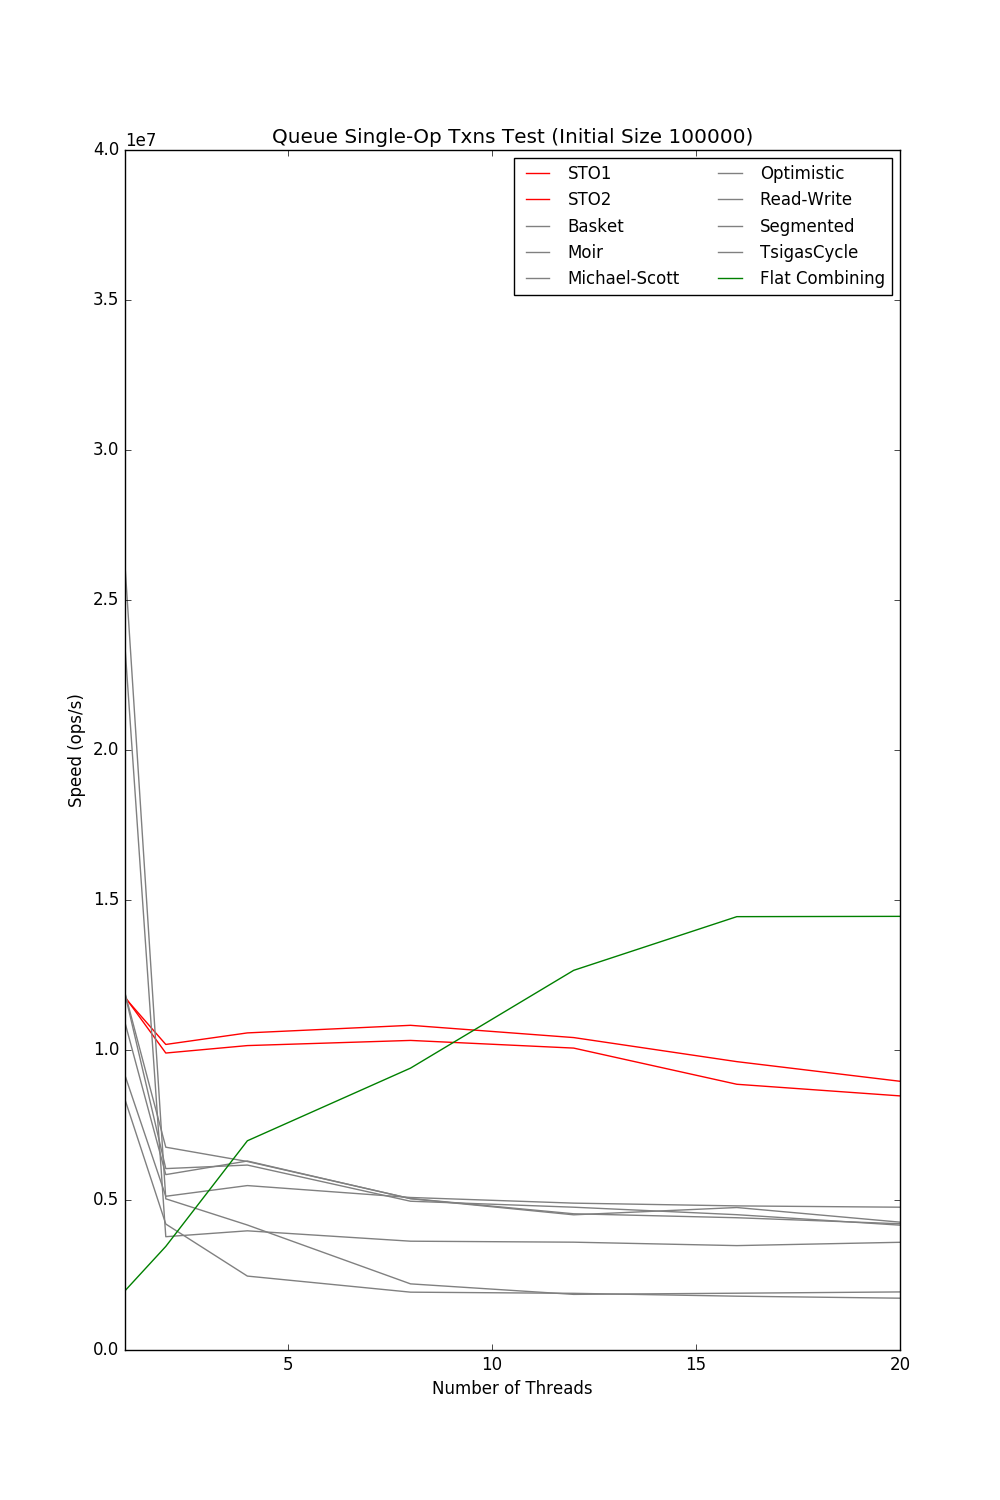 Queue Single-Op Txns Test (Initial Size 100000)
1e7
4.0
3.5
3.0
2.5
2.0
1.5
1.0
0.5
0.0
Speed (ops/s)
STO1
STO2
Basket
Moir
Michael-Scott
Optimistic
Read-Write
Segmented
TsigasCycle
Flat Combining
5
10
15
20
Number of Threads